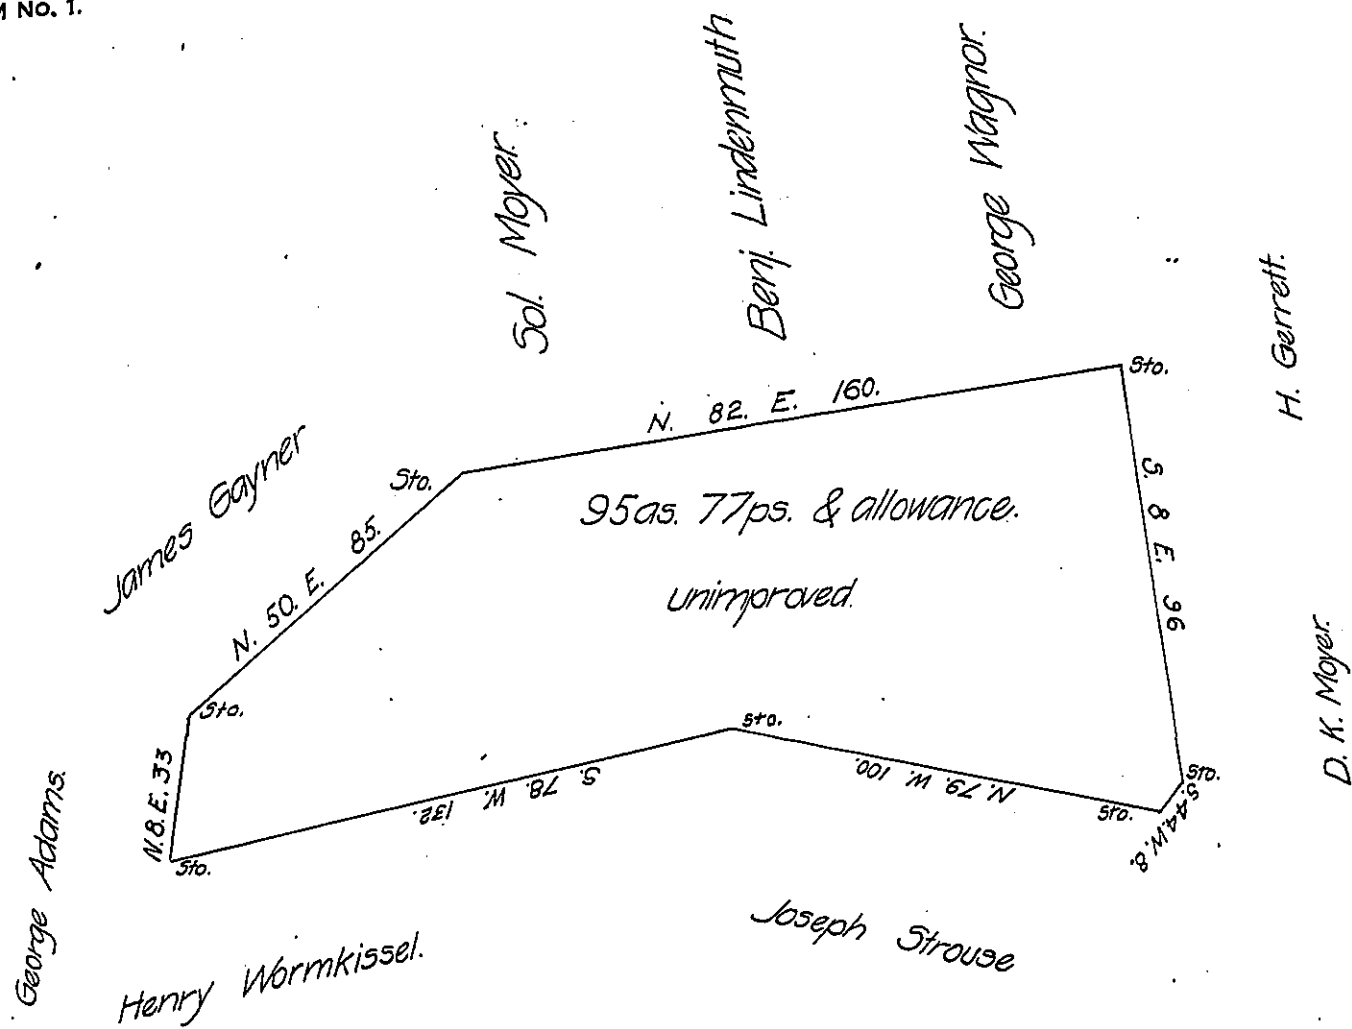 M No. 1.
Sol. Moyer.
Benj. Lindenmuth
George Wagnor.
H. Gerrett.
Sto.
N. 82. E. 160.
James Gayner
Sto.
N. 50. E. 85.
95as. 77ps. & allowance.
unimproved.
S. 8 E. 96
Sto.
Sto.
D. K. Moyer.
N. 8. E. 33
S. 78. W. 132.
N. 79. W. 100.
Sto.
Sto.
S. 44. W. 8.
Sto.
George Adams.
Henry Wormkissel.
Joseph Strouse